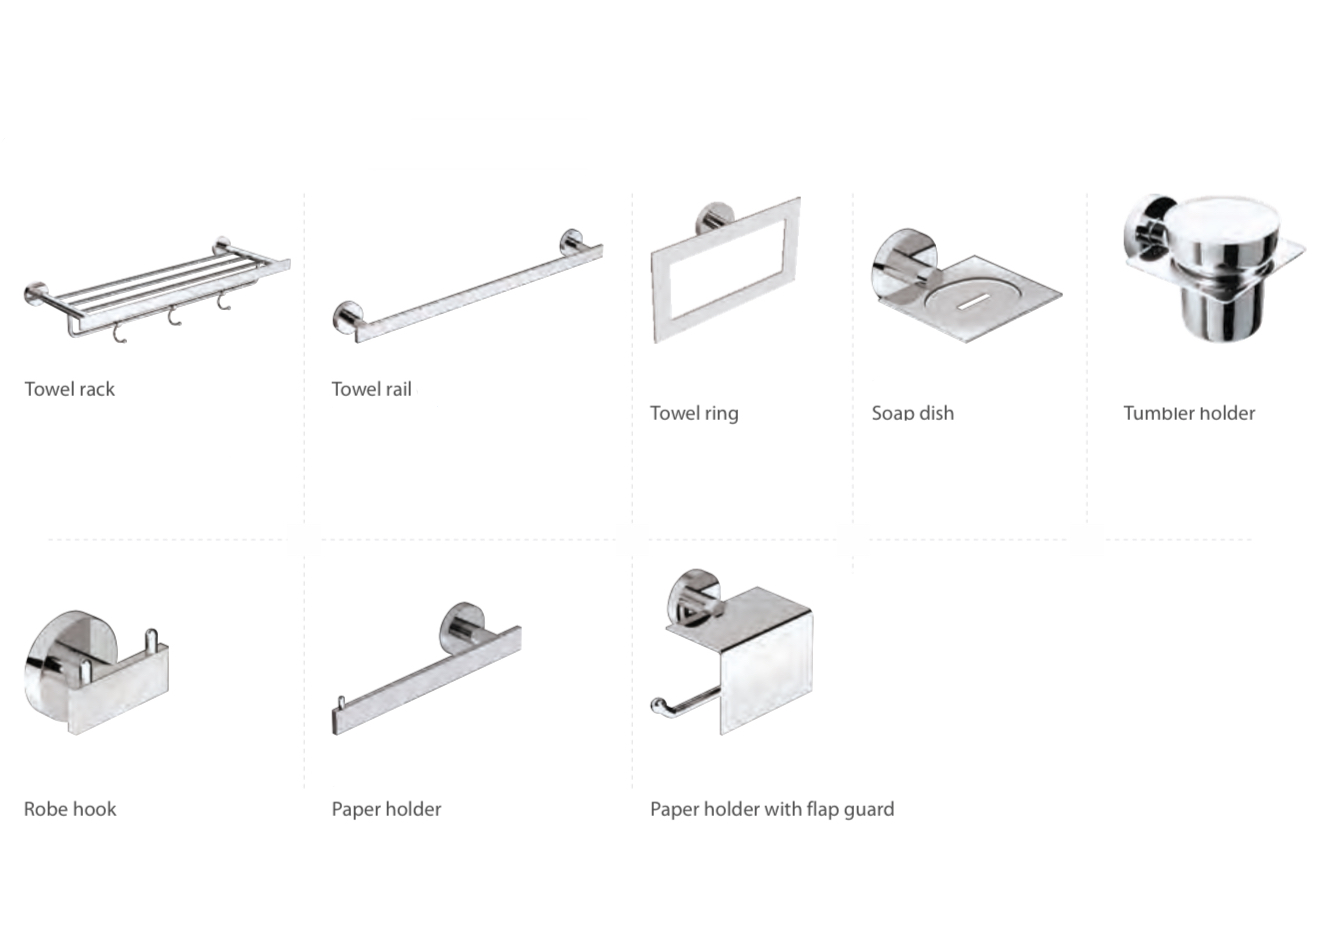 Towel rack
Towel rail
Towel ring
Soap dish
Tumbler holder
Robe hook
Paper holder
Paper holder with flap guard